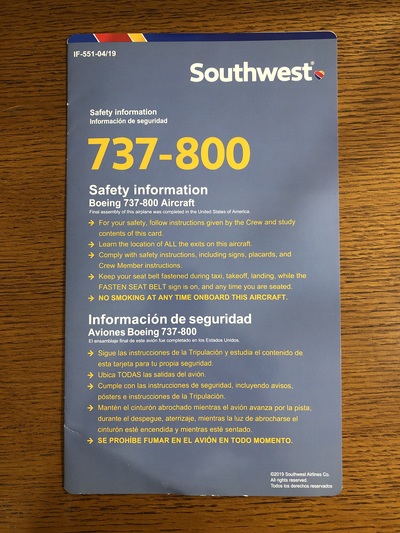 IF-551-04/19
Southwest®
Safety information
Información de seguridad
737-800
Safety information
Boeing 737-800 Aircraft
Final assembly of this airplane was completed in the United States of America
→ For your safety, follow instructions given by the Crew and study
contents of this card.
→ Learn the location of ALL the exits on this aircraft.
→ Comply with safety instructions, including signs, placards, and
Crew Member instructions.
→ Keep your seat belt fastened during taxi, takeoff, landing, while the
FASTEN SEAT BELT sign is on, and any time you are seated.
→ NO SMOKING AT ANY TIME ONBOARD THIS AIRCRAFT.
Información de seguridad
Aviones Boeing 737-800
El ensamblaje final de este avión fue completado en los Estados Unidos.
→ Sigue las instrucciones de la Tripulación y estudia el contenido de
esta tarjeta para tu propia seguridad.
→ Ubica TODAS las salidas del avión.
→ Cumple con las instrucciones de seguridad, incluyendo avisos,
pósters e instrucciones de la Tripulación.
→ Mantén el cinturón abrochado mientras el avión avanza por la pista,
durante el despegue, aterrizaje, mientras la luz de abrocharse el
cinturón esté encendida y mientras esté sentado.
→ SE PROHÍBE FUMAR EN EL AVIÓN EN TODO MOMENTO.
©2019 Southwest Airlines Co.
All rights reserved.
Todos los derechos reservados